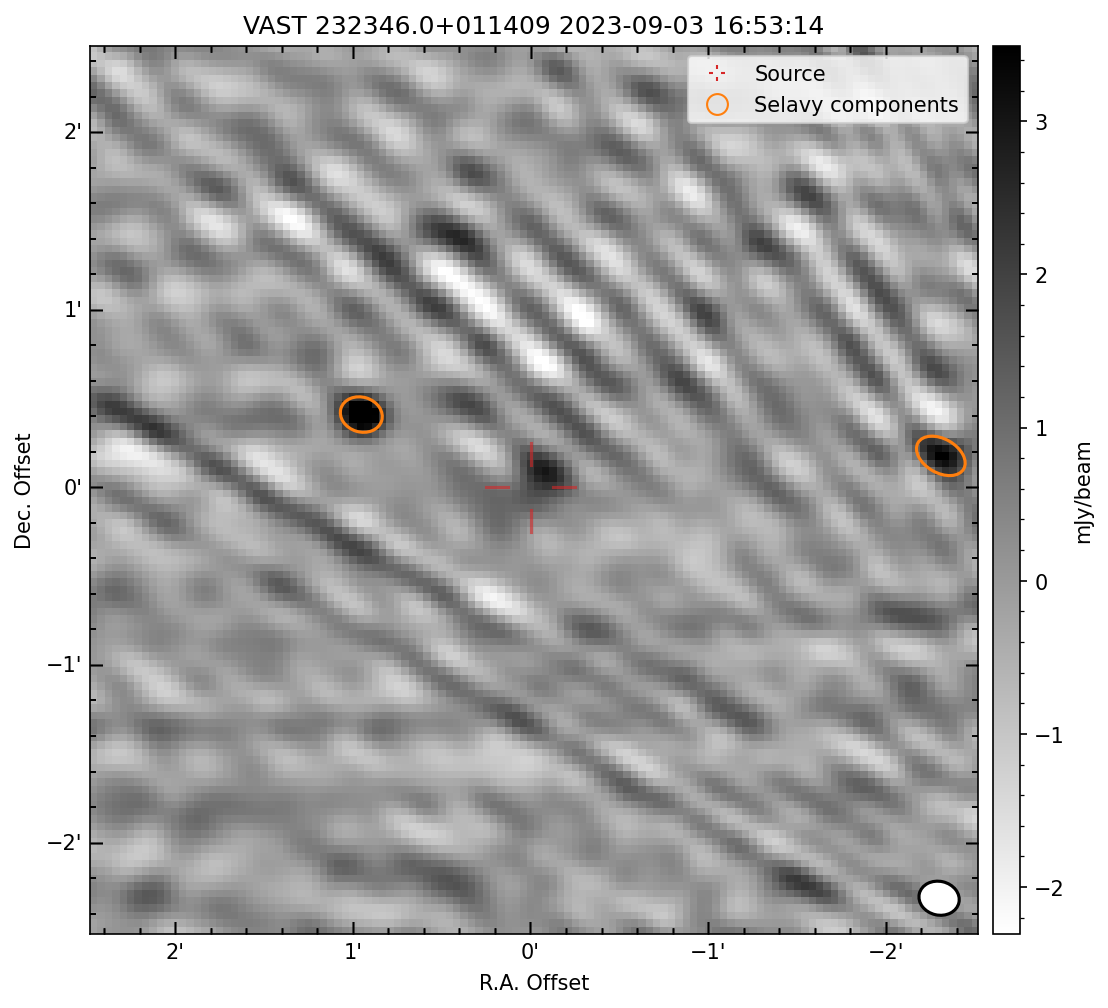 VAST 232346.0+011409 2023-09-03 16:53:14
Source
Selavy components
2'
1'
0'
−1'
−2'
Dec. Offset
2'
1'
0'
−1'
−2'
R.A. Offset
3
2
1
0
−1
−2
mJy/beam